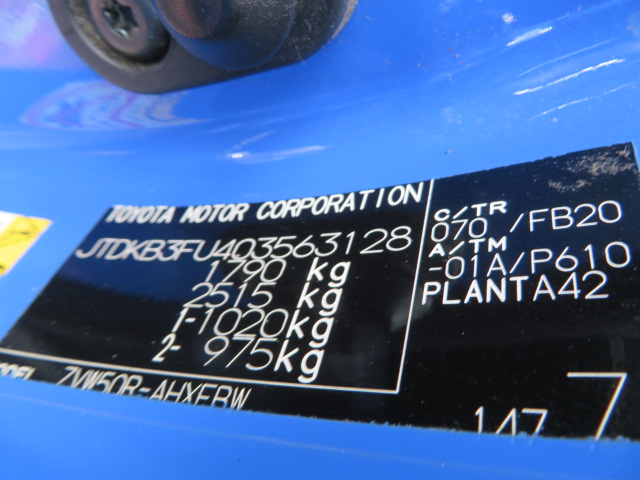 TOYOTA MOTOR CORPORATION
JTDKB3FU403563128
1790 kg
2515 kg
1-1020kg
2- 975kg
C/TR
070 /FB20
A/TM
-01A/P610
PLANTA42
ZVW50R-AHXEBW
147
7